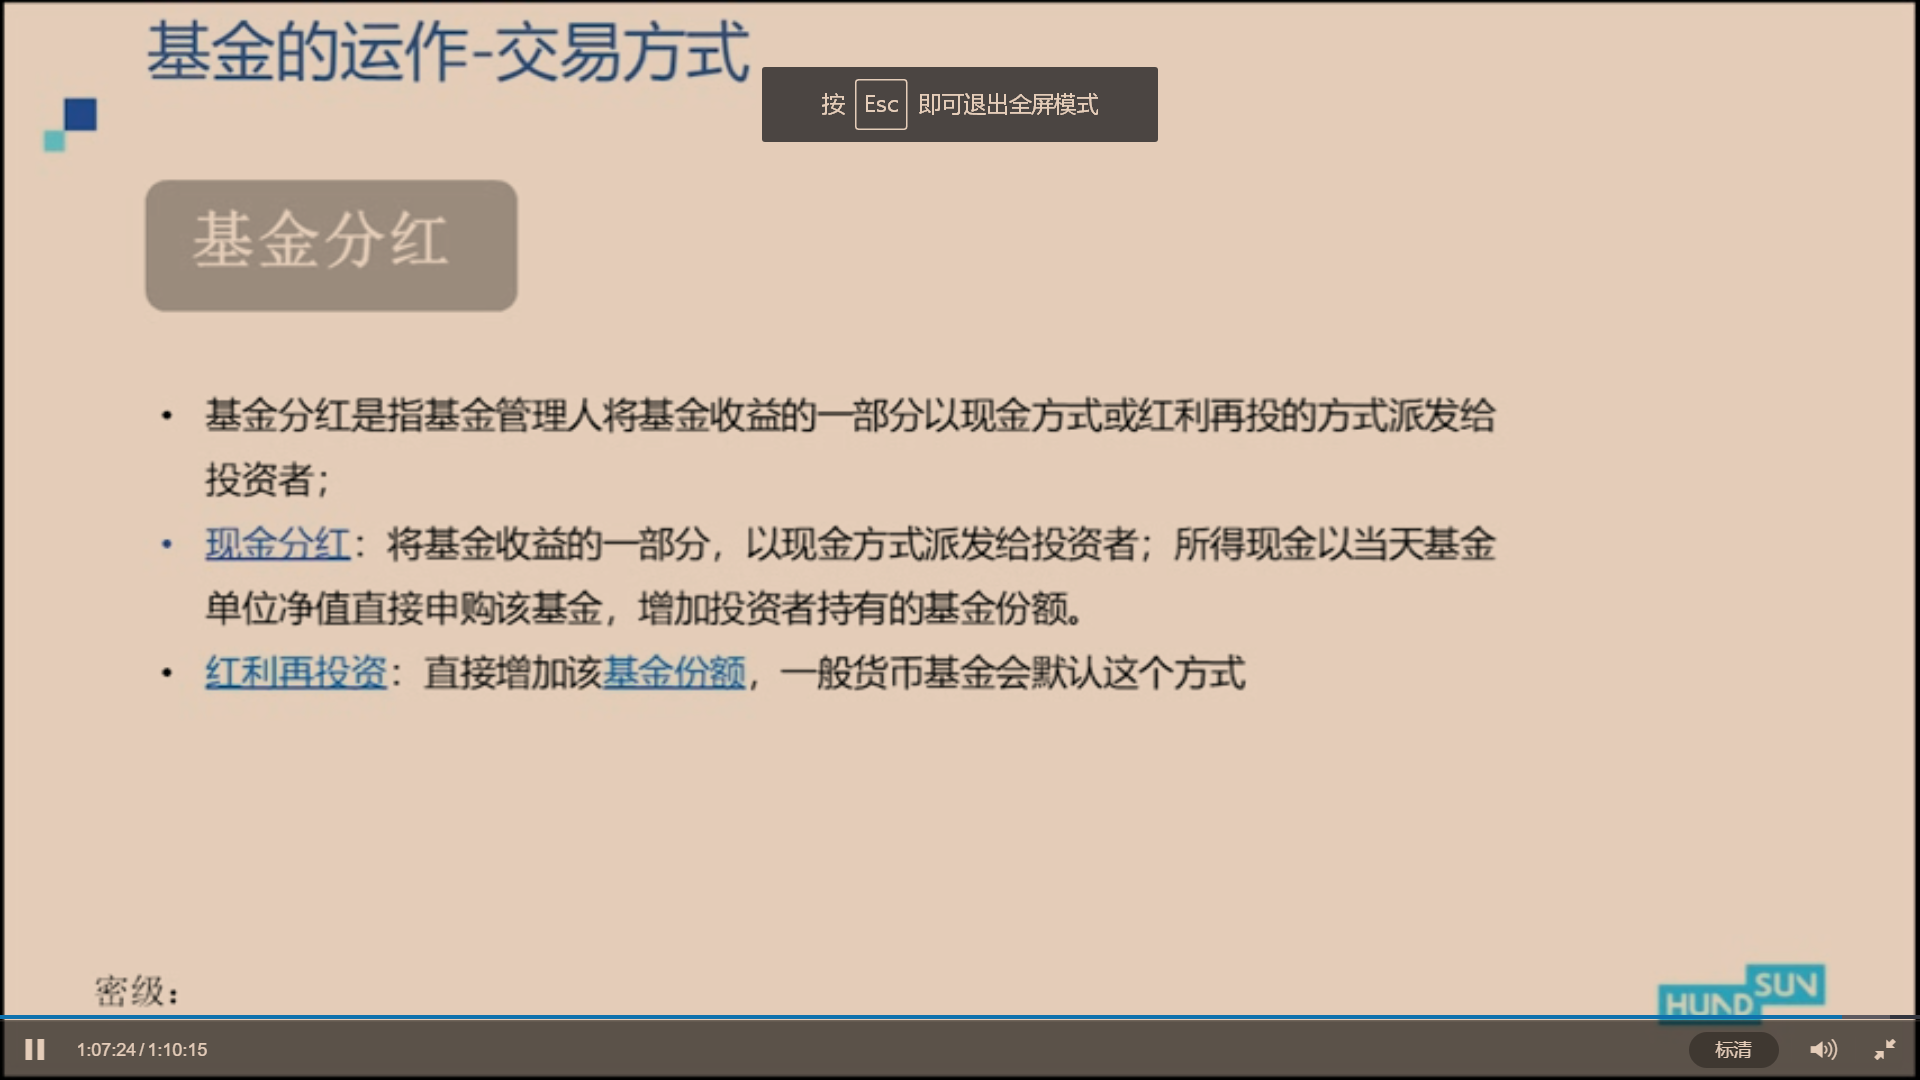 基金的运作-交易方式
按 Esc 即可退出全屏模式
基金分红
• 基金分红是指基金管理人将基金收益的一部分以现金方式或红利再投的方式派发给
投资者；
• 现金分红：将基金收益的一部分，以现金方式派发给投资者；所得现金以当天基金
单位净值直接申购该基金，增加投资者持有的基金份额。
• 红利再投资：直接增加该基金份额，一般货币基金会默认这个方式
密级：
HUNDSUN
1:07:24/1:10:15
标清